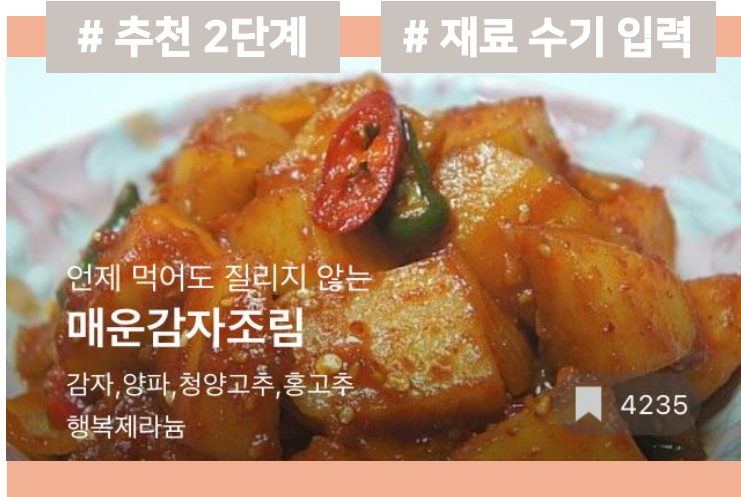 # 추천 2단계
# 재료 수기 입력
언제 먹어도 질리지 않는
매운감자조림
감자,양파,청양고추,홍고추
행복제라늄
4235